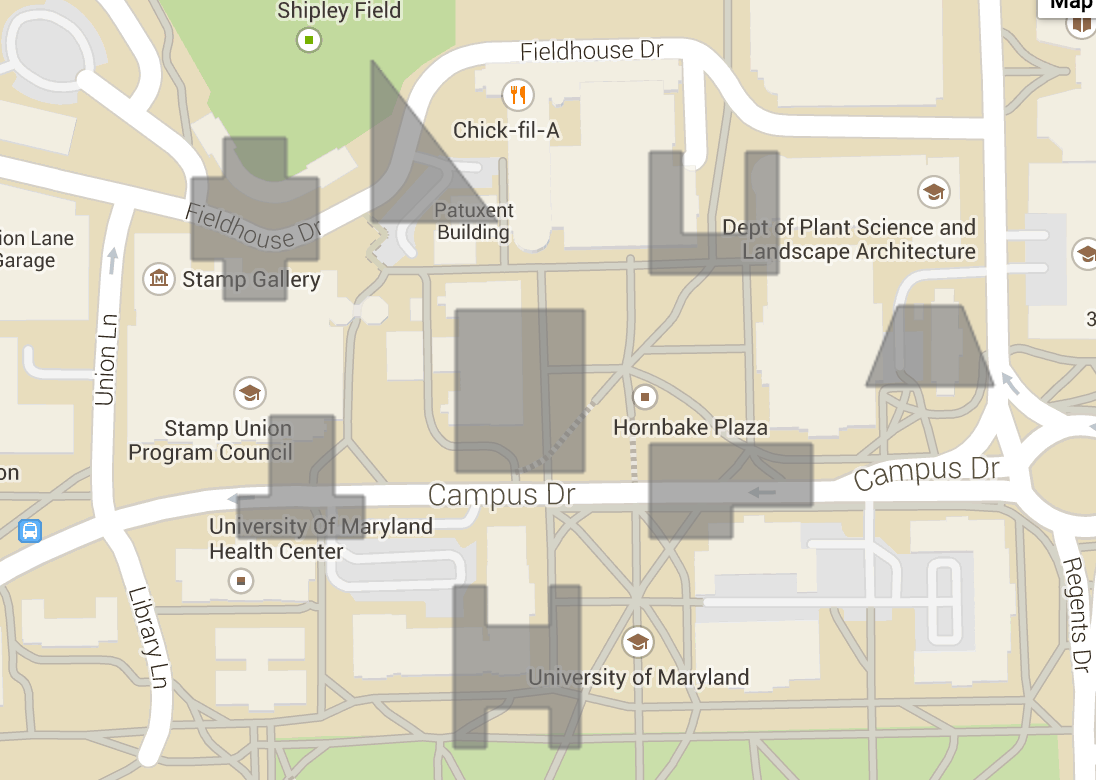 Map
Shipley Field
Fieldhouse Dr
Chick-fil-A
Fieldhouse Dr
Patuxent
Building
Dept of Plant Science and
Landscape Architecture
ion Lane
Garage
Stamp Gallery
3
Union Ln
Stamp Union
Program Council
Hornbake Plaza
on
Campus Dr
Campus Dr
University Of Maryland
Health Center
Library Ln
Regents Dr
University of Maryland